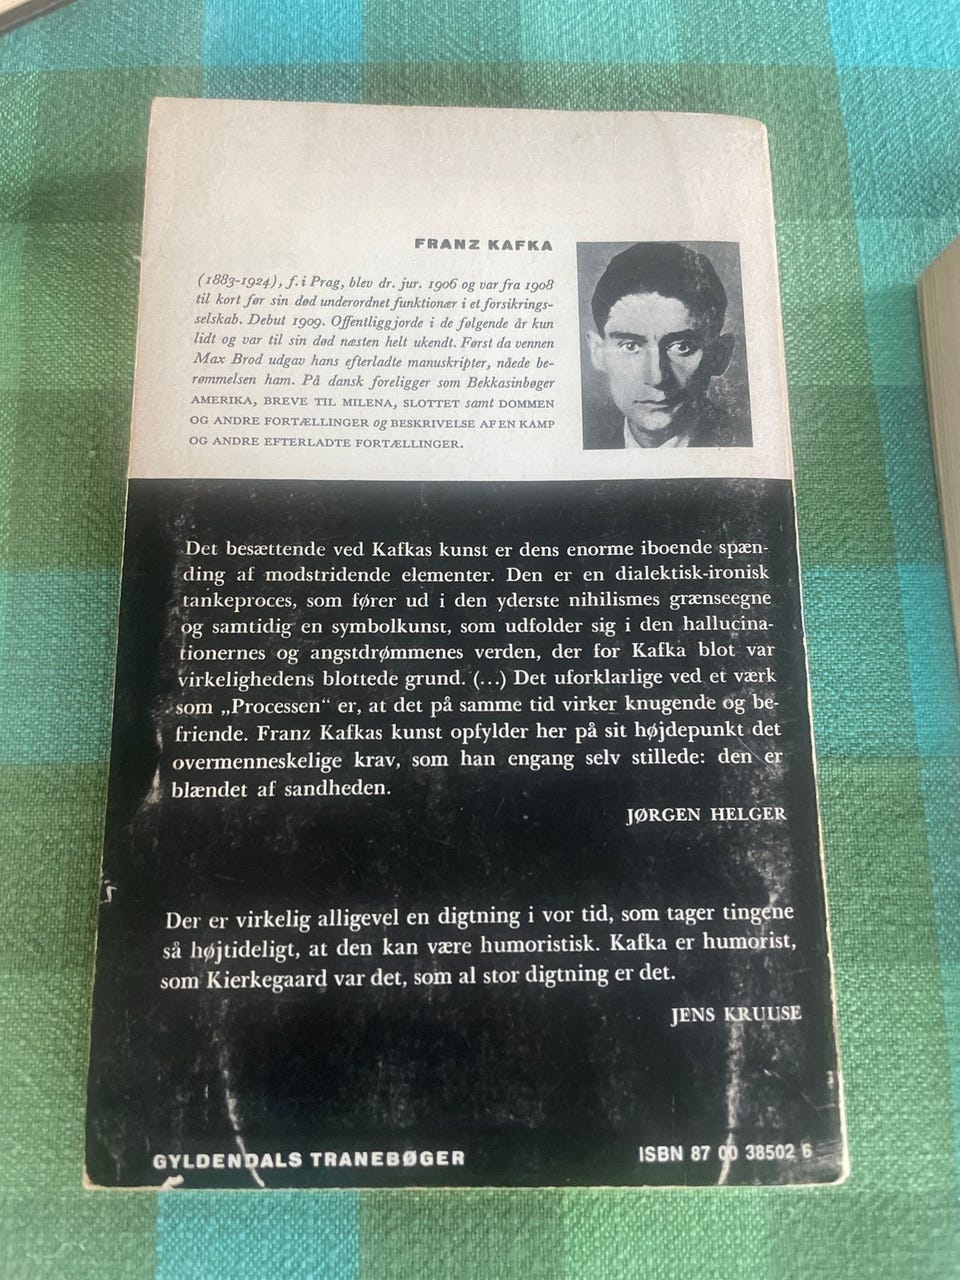 FRANZ KAFKA
(1883-1924), f. i Prag, blev dr. jur. 1906 og var fra 1908
til kort før sin død underordnet funktionær i et forsikrings-
selskab. Debut 1909. Offentliggjorde i de følgende år kun
lidt og var til sin død næsten helt ukendt. Først da vennen
Max Brod udgav hans efterladte manuskripter, nåede be-
rømmelsen ham. På dansk foreligger som Bekkasinbøger
AMERIKA, BREVE TIL MILENA, SLOTTET samt DOMMEN
OG ANDRE FORTÆLLINGER og BESKRIVELSE AF EN KAMP
OG ANDRE EFTERLADTE FORTÆLLINGER.
Det besættende ved Kafkas kunst er dens enorme iboende spæn-
ding af modstridende elementer. Den er en dialektisk-ironisk
tankeproces, som fører ud i den yderste nihilismes grænseegne
og samtidig en symbolkunst, som udfolder sig i den hallucina-
tionernes og angstdrømmenes verden, der for Kafka blot var
virkelighedens blottede grund. (...) Det uforklarlige ved et værk
som „Processen“ er, at det på samme tid virker knugende og be-
friende. Franz Kafkas kunst opfylder her på sit højdepunkt det
overmenneskelige krav, som han engang selv stillede: den er
blændet af sandheden.
JØRGEN HELGER
Der er virkelig alligevel en digtning i vor tid, som tager tingene
så højtideligt, at den kan være humoristisk. Kafka er humorist,
som Kierkegaard var det, som al stor digtning er det.
JENS KRUUSE
GYLDENDALS TRANEBØGER
ISBN 87 00 38502 6